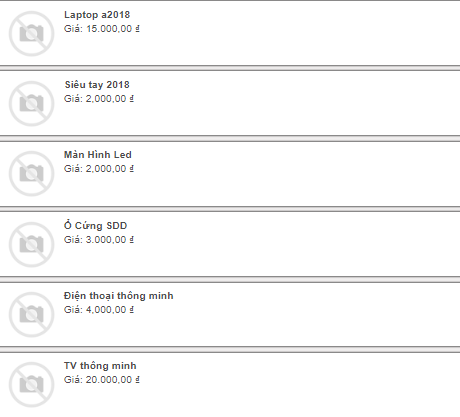 Laptop a2018
Giá: 15.000,00 ₫
Siêu tay 2018
Giá: 2,000,00 ₫
Màn Hình Led
Giá: 2,000,00 ₫
Ổ Cứng SDD
Giá: 3.000,00 ₫
Điện thoại thông minh
Giá: 4,000,00 ₫
TV thông minh
Giá: 20.000,00 ₫